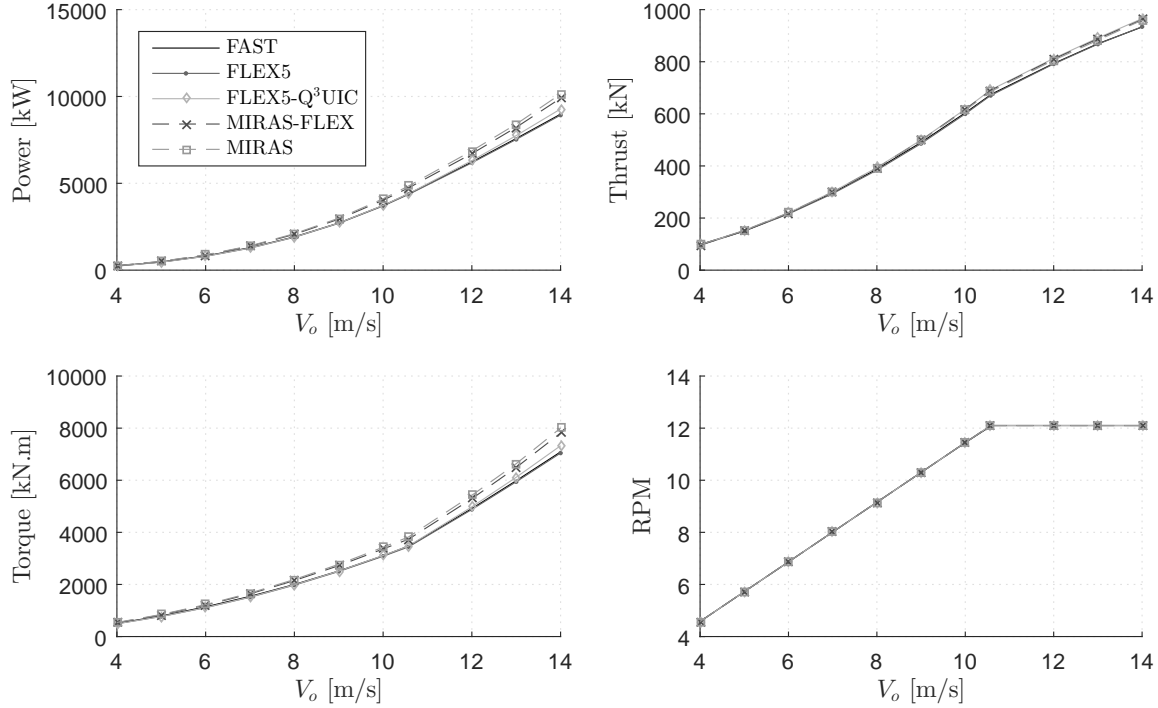 15000
10000
5000
0
Power [kW]
FAST
FLEX5
FLEX5-Q³UIC
MIRAS-FLEX
MIRAS
4 6 8 10 12 14
V_o [m/s]
1000
800
600
400
200
0
Thrust [kN]
4 6 8 10 12 14
V_o [m/s]
10000
8000
6000
4000
2000
0
Torque [kN.m]
4 6 8 10 12 14
V_o [m/s]
14
12
10
8
6
4
RPM
4 6 8 10 12 14
V_o [m/s]